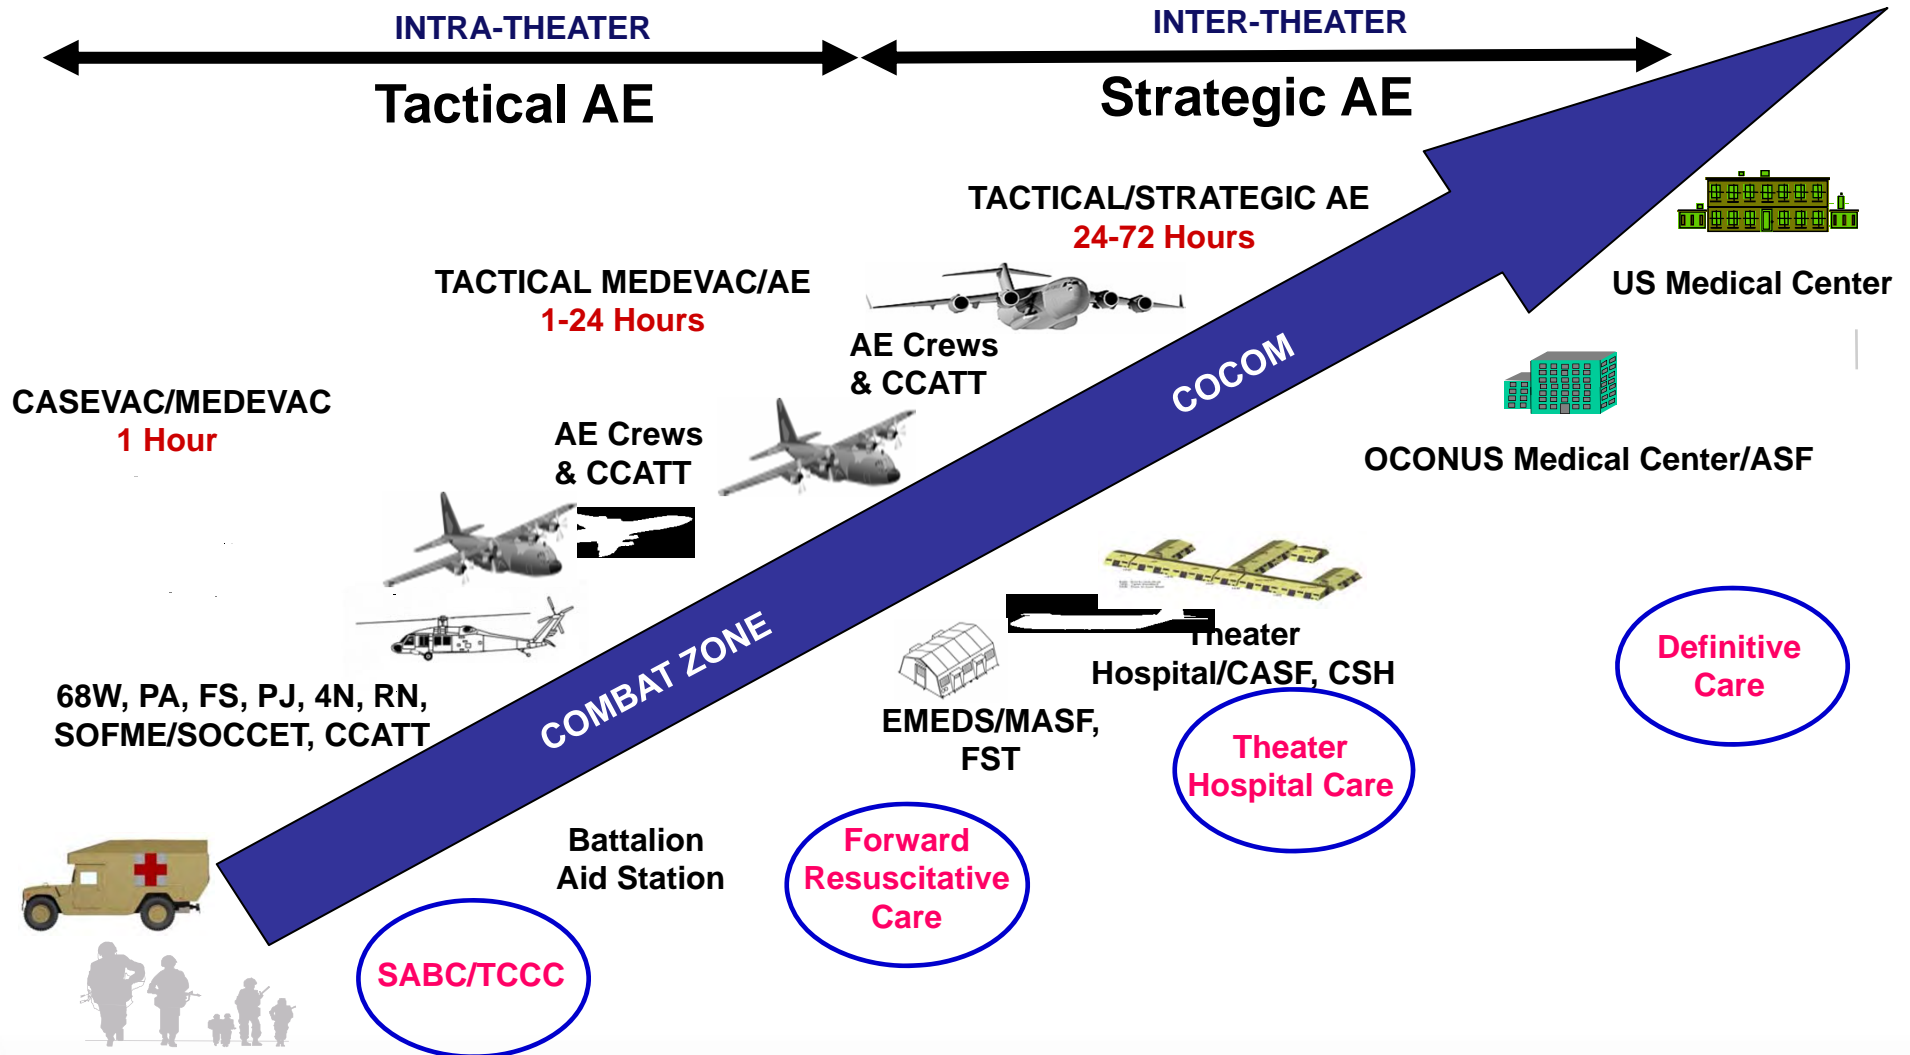 INTRA-THEATER
INTER-THEATER
Tactical AE
Strategic AE
TACTICAL/STRATEGIC AE
24-72 Hours
TACTICAL MEDEVAC/AE
1-24 Hours
US Medical Center
AE Crews
& CCATT
COCOM
CASEVAC/MEDEVAC
1 Hour
AE Crews
& CCATT
OCONUS Medical Center/ASF
COMBAT ZONE
68W, PA, FS, PJ, 4N, RN,
SOFME/SOCCET, CCATT
Theater
Hospital/CASF, CSH
EMEDS/MASF,
FST
Definitive
Care
Theater
Hospital Care
Battalion
Aid Station
Forward
Resuscitative
Care
SABC/TCCC